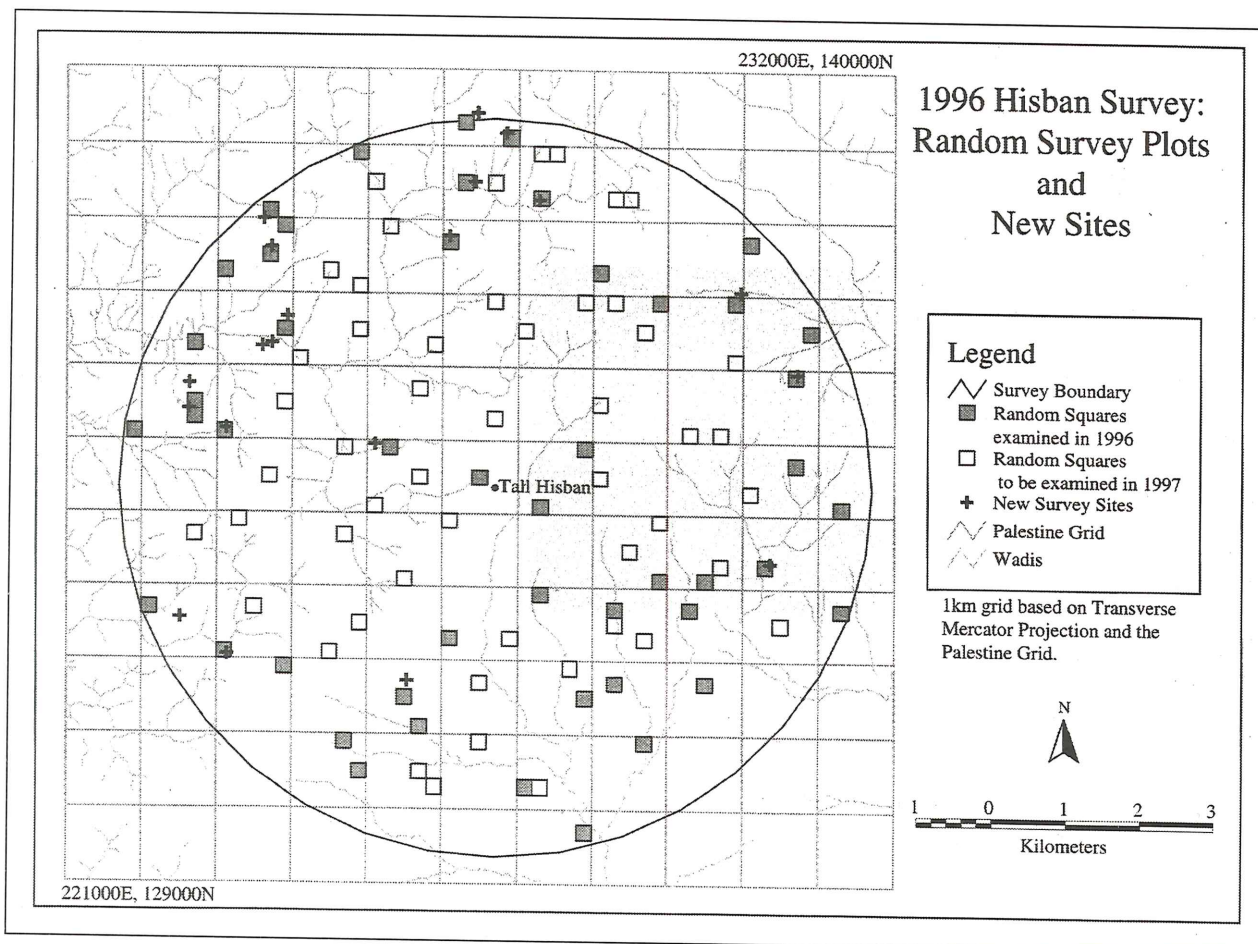 232000E, 140000N
1996 Hisban Survey:
Random Survey Plots
and
New Sites
Legend
Survey Boundary
Random Squares
examined in 1996
Random Squares
to be examined in 1997
New Survey Sites
Palestine Grid
Wadis
Tall Hisban
1km grid based on Transverse
Mercator Projection and the
Palestine Grid.
N
1 0 1 2 3
Kilometers
221000E, 129000N